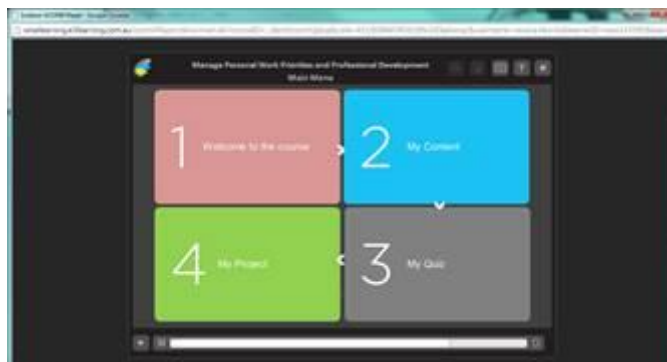 Manage Personal Work Priorities and Professional Development
Main Menu
1 Welcome to the course
2 My Content
4 My Project
3 My Quiz